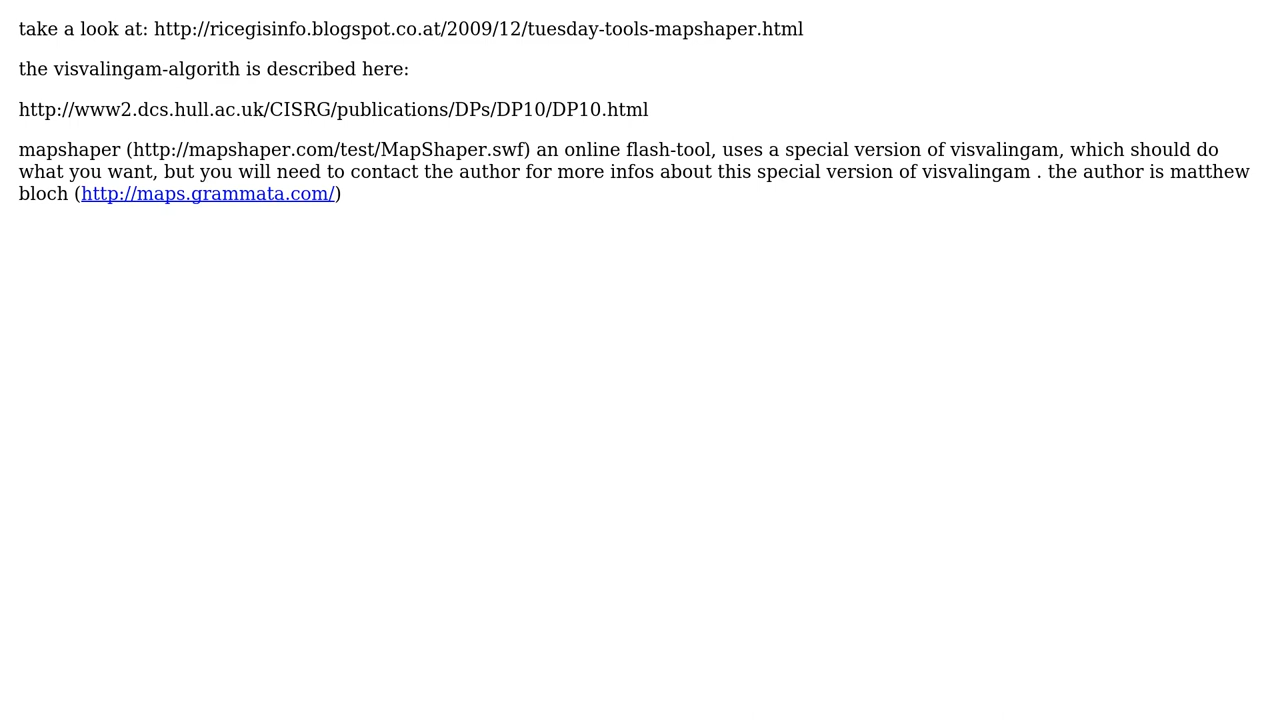 take a look at: http://ricegisinfo.blogspot.co.at/2009/12/tuesday-tools-mapshaper.html
the visvalingam-algorith is described here:
http://www2.dcs.hull.ac.uk/CISRG/publications/DPs/DP10/DP10.html
mapshaper (http://mapshaper.com/test/MapShaper.swf) an online flash-tool, uses a special version of visvalingam, which should do
what you want, but you will need to contact the author for more infos about this special version of visvalingam . the author is matthew
bloch (http://maps.grammata.com/)